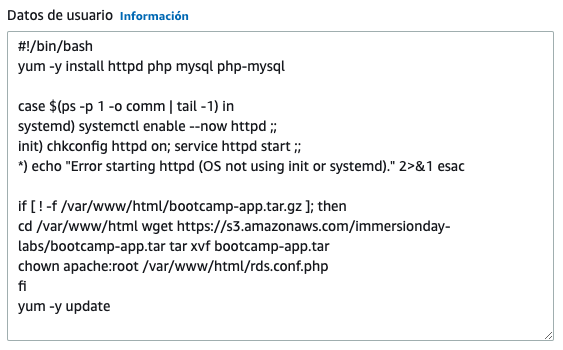 Datos de usuario Información
#!/bin/bash
yum -y install httpd php mysql php-mysql
case $(ps -p 1 -o comm | tail -1) in
systemd) systemctl enable --now httpd ;;
init) chkconfig httpd on; service httpd start ;;
*) echo "Error starting httpd (OS not using init or systemd)." 2>&1 esac
if [ ! -f /var/www/html/bootcamp-app.tar.gz ]; then
cd /var/www/html wget https://s3.amazonaws.com/immersionday-
labs/bootcamp-app.tar tar xvf bootcamp-app.tar
chown apache:root /var/www/html/rds.conf.php
fi
yum -y update